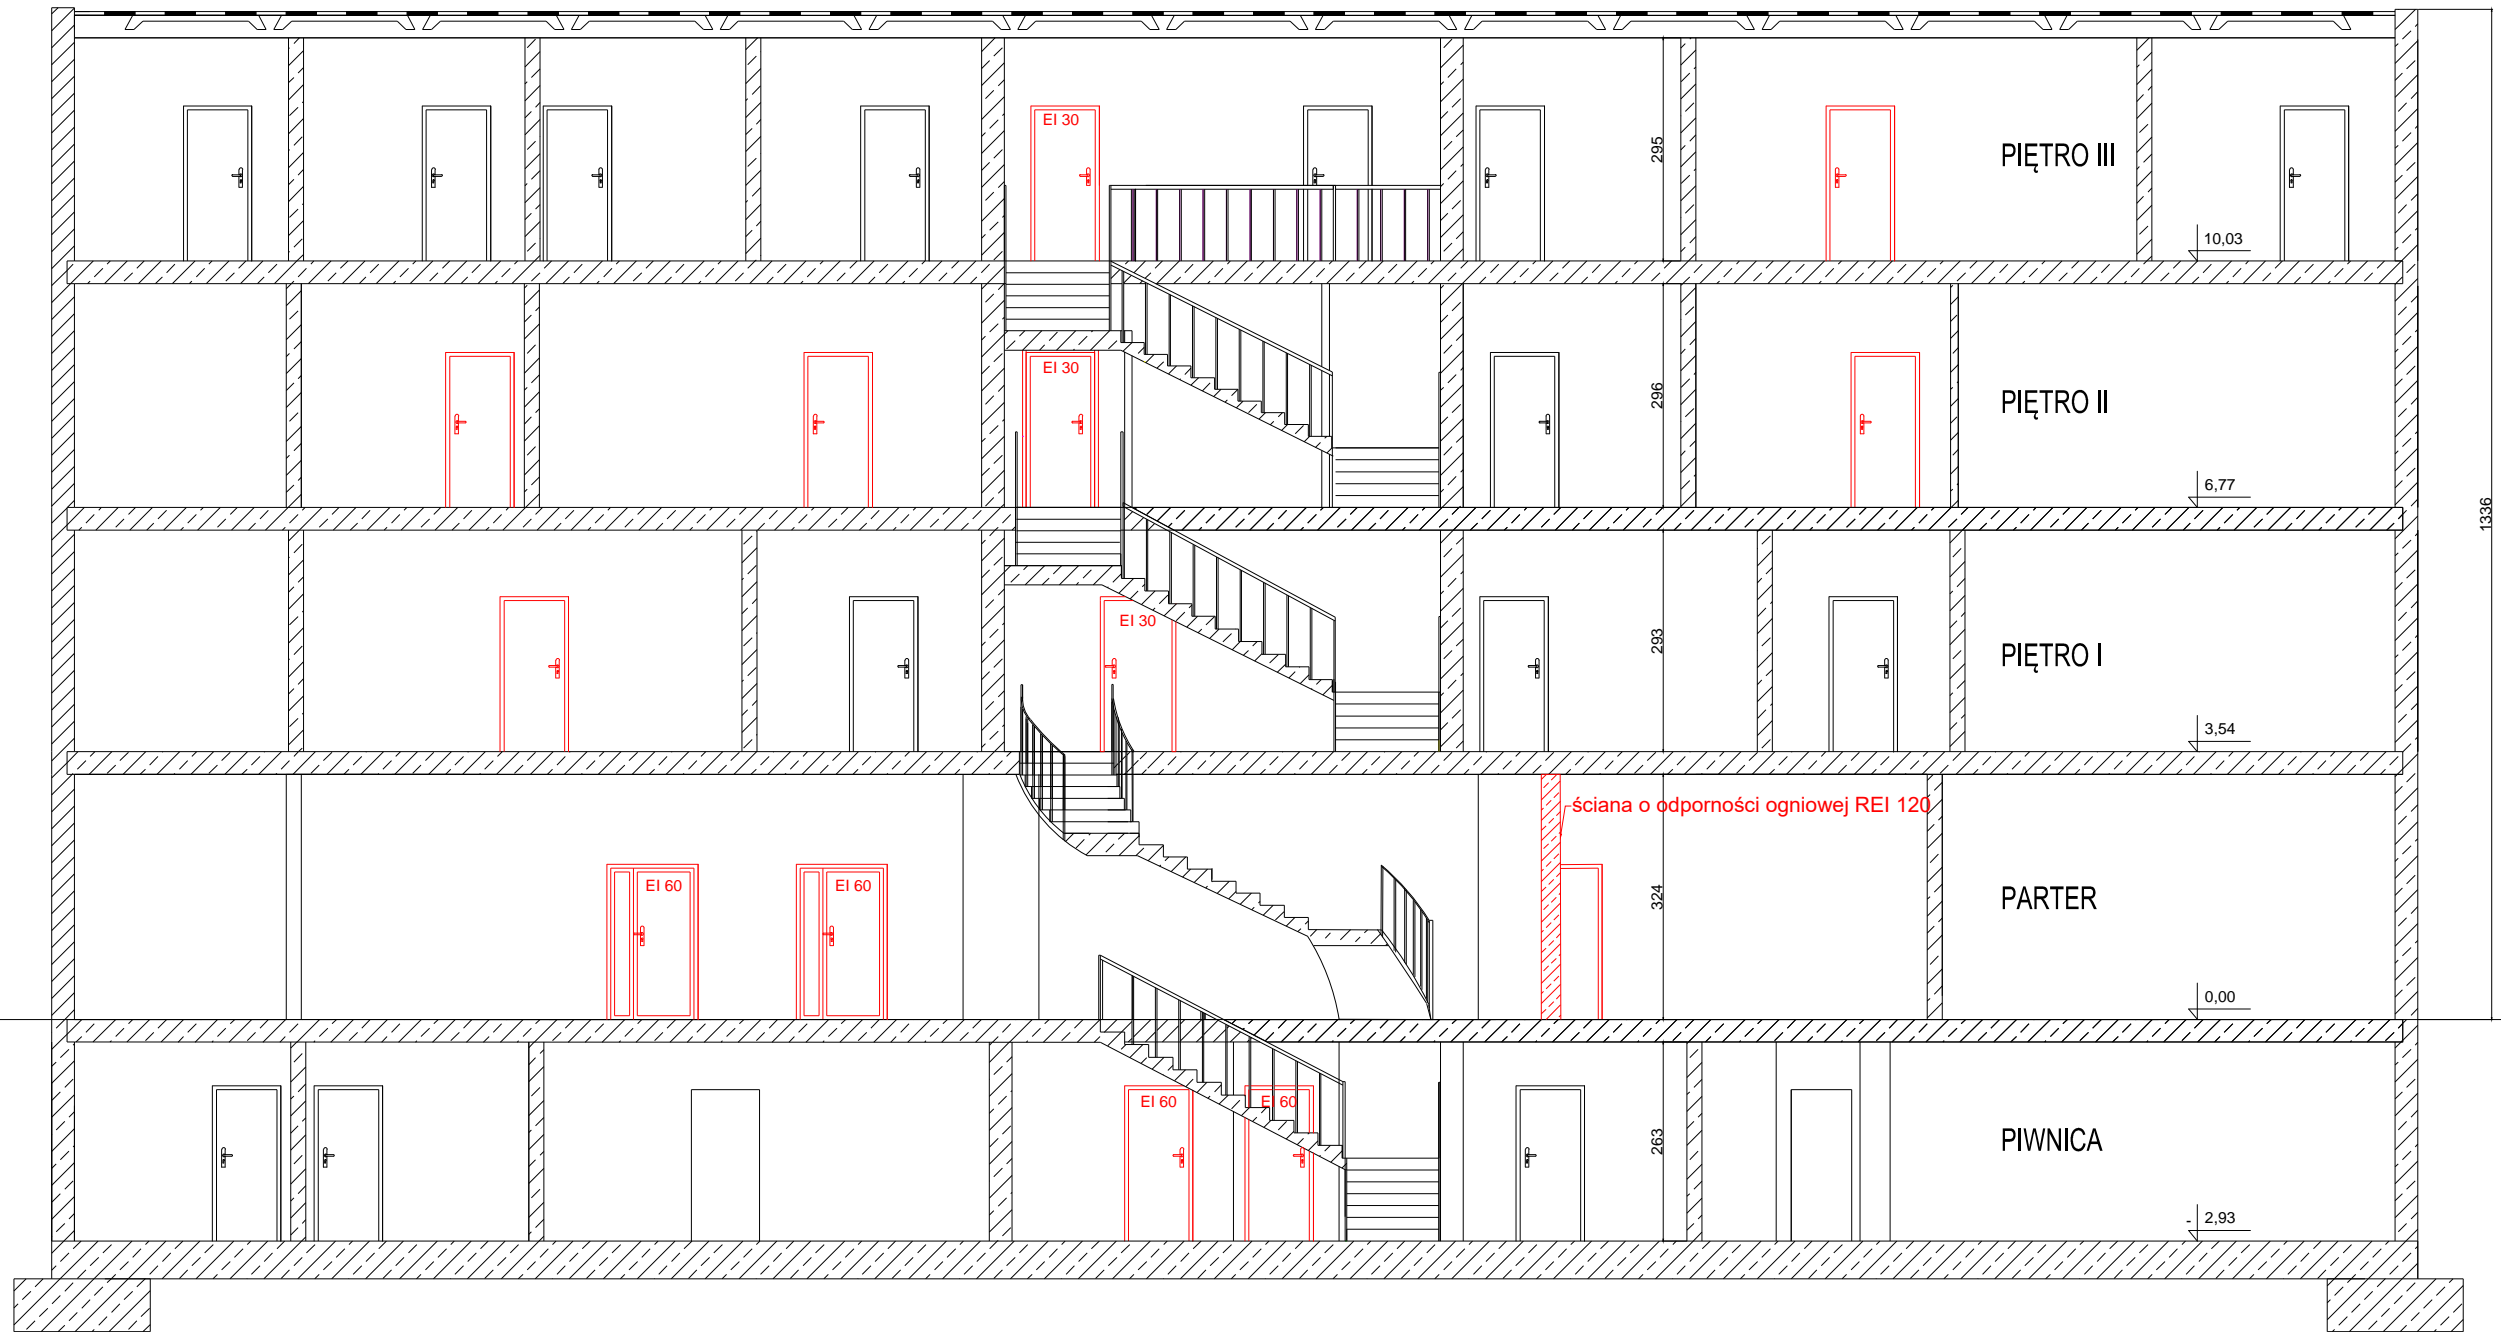 EI 30
295
PIĘTRO III
10,03
EI 30
296
PIĘTRO II
6,77
1336
EI 30
293
PIĘTRO I
3,54
ściana o odporności ogniowej REI 120
EI 60
EI 60
324
PARTER
0,00
EI 60
EI 60
263
PIWNICA
- 2,93